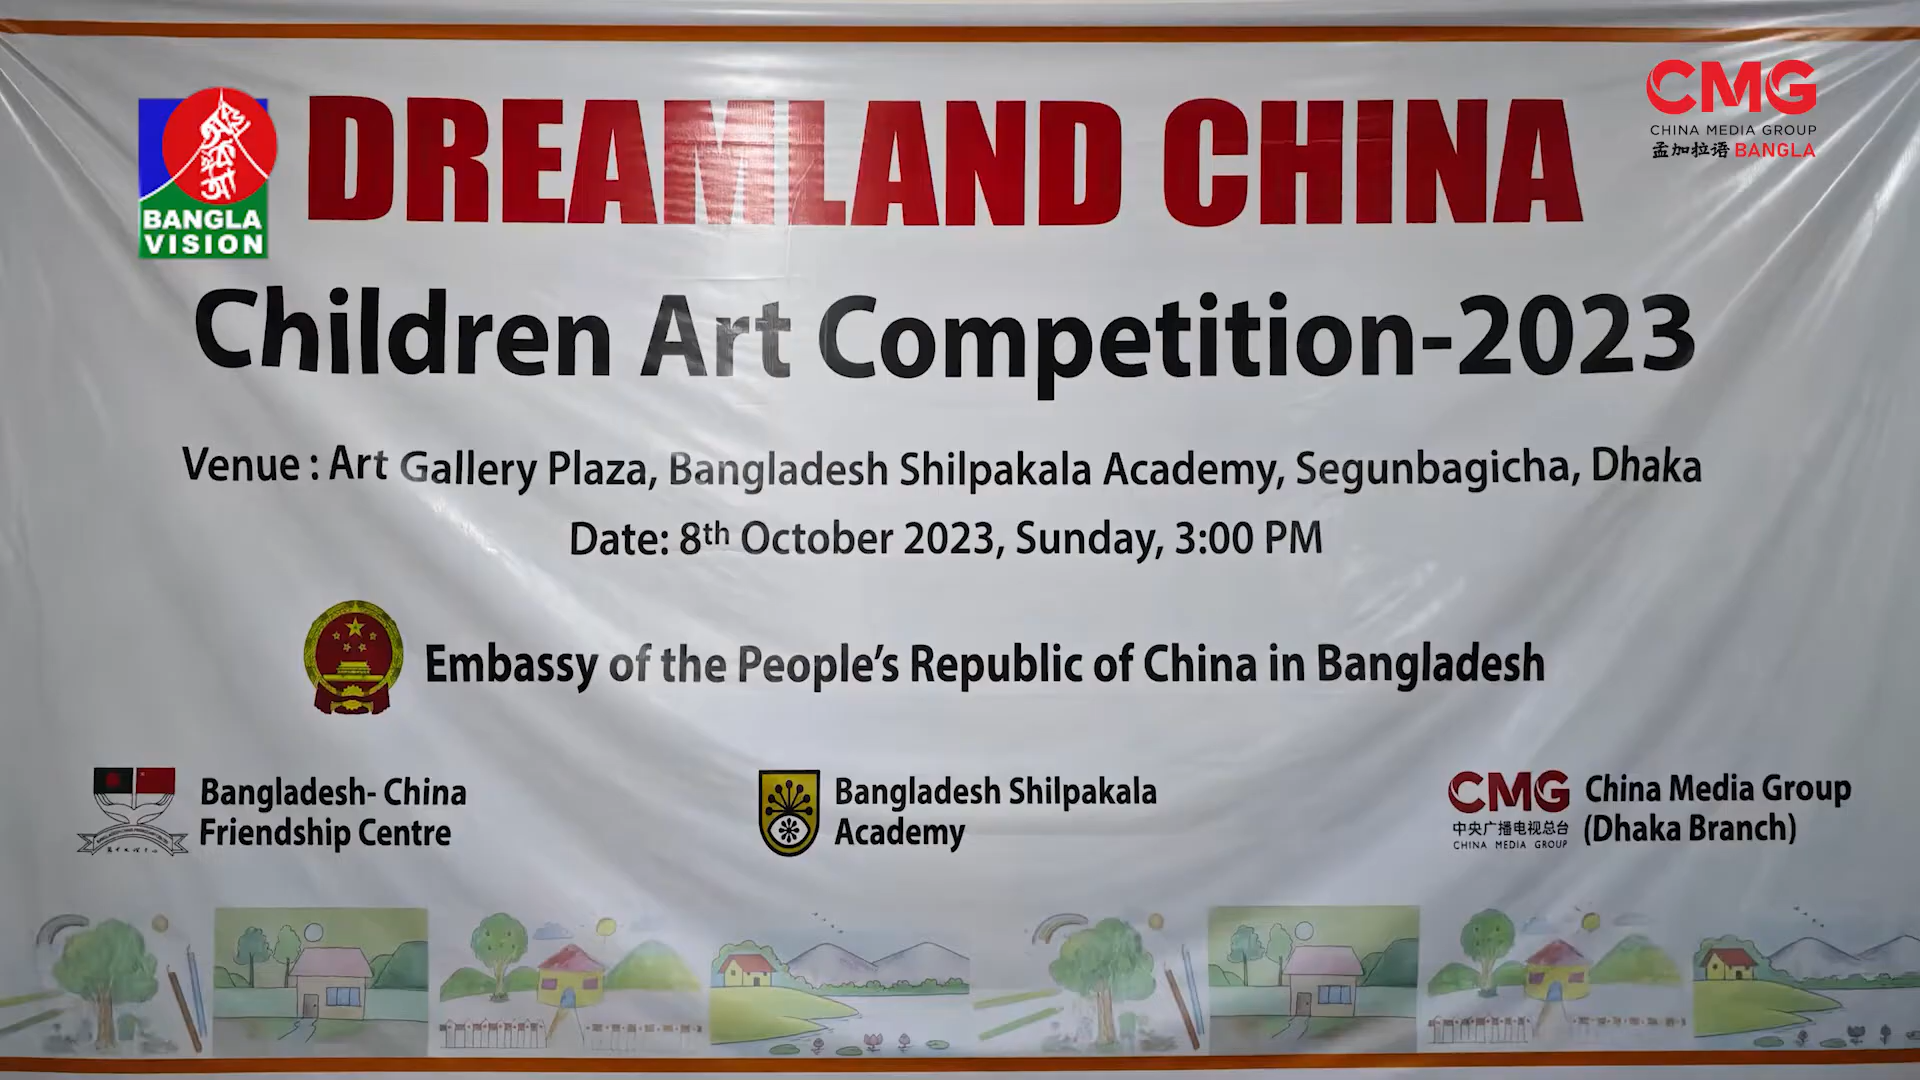 BANGLA
VISION
DREAMLAND CHINA
CMG
CHINA MEDIA GROUP
孟加拉语 BANGLA
Children Art Competition-2023
Venue : Art Gallery Plaza, Bangladesh Shilpakala Academy, Segunbagicha, Dhaka
Date: 8th October 2023, Sunday, 3:00 PM
Embassy of the People’s Republic of China in Bangladesh
Bangladesh- China
Friendship Centre
Bangladesh Shilpakala
Academy
CMG
中央广播电视总台
CHINA MEDIA GROUP
China Media Group
(Dhaka Branch)